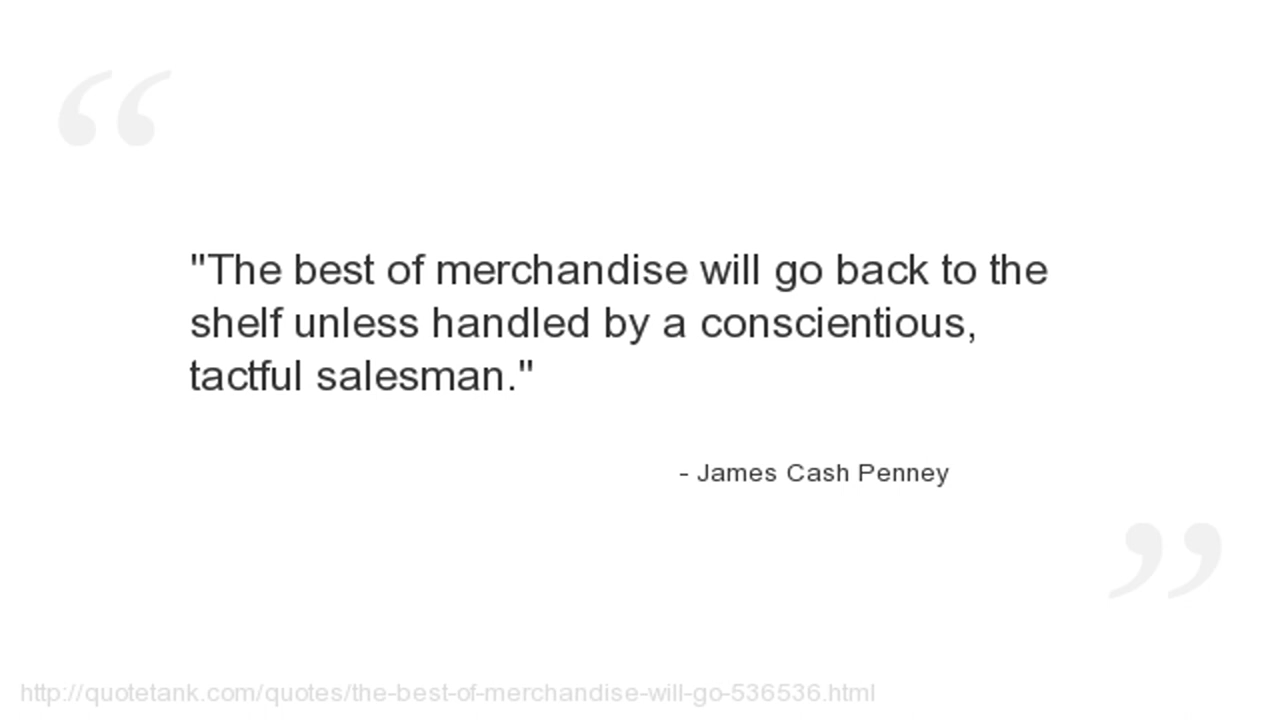 "The best of merchandise will go back to the
shelf unless handled by a conscientious,
tactful salesman."
- James Cash Penney
http://quotetank.com/quotes/the-best-of-merchandise-will-go-536536.html